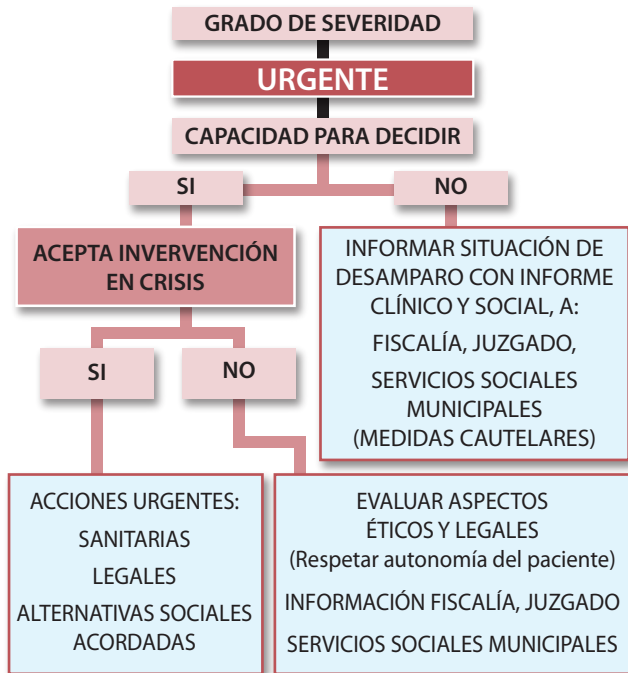 GRADO DE SEVERIDAD
URGENTE
CAPACIDAD PARA DECIDIR
SI
NO
ACEPTA INVERVENCIÓN
EN CRISIS
INFORMAR SITUACIÓN DE
DESAMPARO CON INFORME
CLÍNICO Y SOCIAL, A:
FISCALÍA, JUZGADO,
SERVICIOS SOCIALES
MUNICIPALES
(MEDIDAS CAUTELARES)
SI
NO
ACCIONES URGENTES:
SANITARIAS
LEGALES
ALTERNATIVAS SOCIALES
ACORDADAS
EVALUAR ASPECTOS
ÉTICOS Y LEGALES
(Respetar autonomía del paciente)
INFORMACIÓN FISCALÍA, JUZGADO
SERVICIOS SOCIALES MUNICIPALES